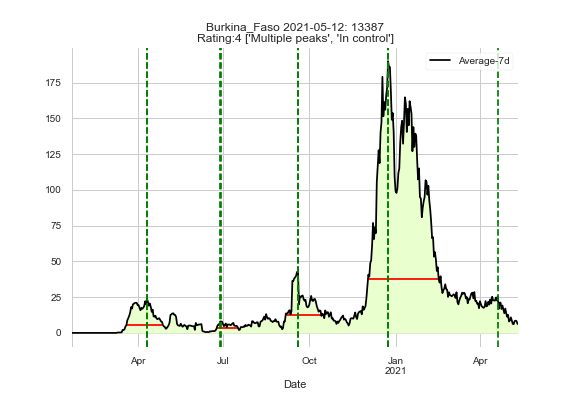 Burkina_Faso 2021-05-12: 13387
Rating:4 ['Multiple peaks', 'In control']
Average-7d
175
150
125
100
75
50
25
0
Apr
Jul
Oct
Jan
2021
Apr
Date